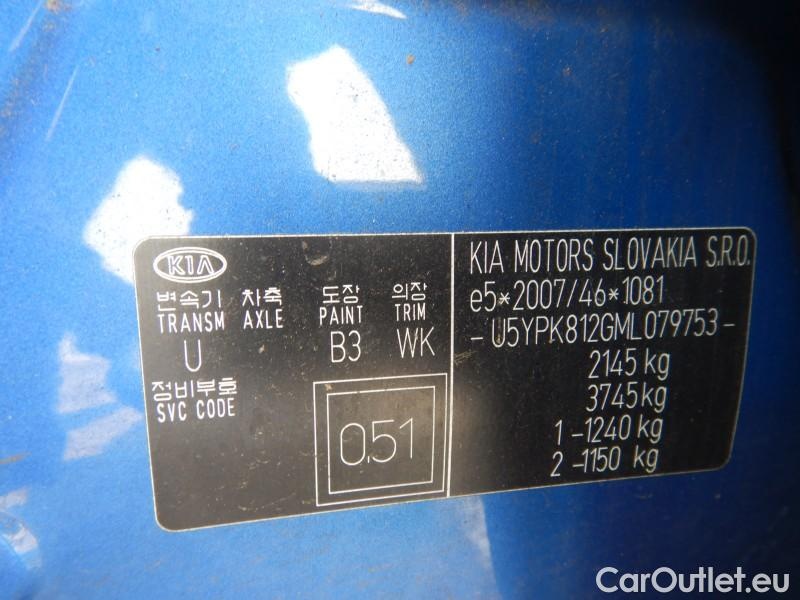 KIA
변속기 차축 도장 의장
TRANSM AXLE PAINT TRIM
U B3 WK
정비부호
SVC CODE
0.51
KIA MOTORS SLOVAKIA S.R.O.
e5*2007/46*1081
- U5YPK812GML079753 -
2145 kg
3745 kg
1 -1240 kg
2 -1150 kg
CarOutlet.eu